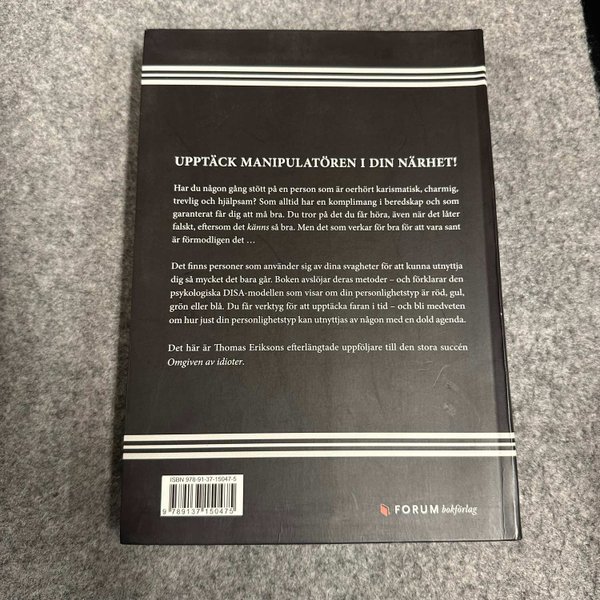 UPPTÄCK MANIPULATÖREN I DIN NÄRHET!
Har du någon gång stött på en person som är oerhört karismatisk, charmig,
trevlig och hjälpsam? Som alltid har en komplimang i beredskap och som
garanterat får dig att må bra. Du tror på det du får höra, även när det låter
falskt, eftersom det känns så bra. Men det som verkar för bra för att vara sant
är förmodligen det …
Det finns personer som använder sig av dina svagheter för att kunna utnyttja
dig så mycket det bara går. Boken avslöjar deras metoder – och förklarar den
psykologiska DISA-modellen som visar om din personlighetstyp är röd, gul,
grön eller blå. Du får verktyg för att upptäcka faran i tid – och bli medveten
om hur just din personlighetstyp kan utnyttjas av någon med en dold agenda.
Det här är Thomas Eriksons efterlängtade uppföljare till den stora succén
Omgiven av idioter.
ISBN 978-91-37-15047-5
9 789137 150475
FORUM bokförlag